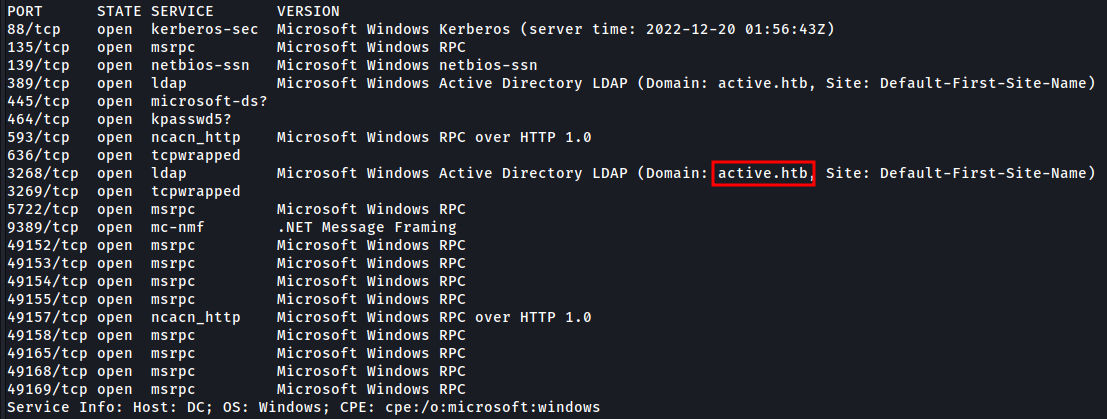 PORT      STATE SERVICE       VERSION
88/tcp    open  kerberos-sec  Microsoft Windows Kerberos (server time: 2022-12-20 01:56:43Z)
135/tcp   open  msrpc         Microsoft Windows RPC
139/tcp   open  netbios-ssn   Microsoft Windows netbios-ssn
389/tcp   open  ldap          Microsoft Windows Active Directory LDAP (Domain: active.htb, Site: Default-First-Site-Name)
445/tcp   open  microsoft-ds?
464/tcp   open  kpasswd5?
593/tcp   open  ncacn_http    Microsoft Windows RPC over HTTP 1.0
636/tcp   open  tcpwrapped
3268/tcp  open  ldap          Microsoft Windows Active Directory LDAP (Domain: active.htb, Site: Default-First-Site-Name)
3269/tcp  open  tcpwrapped
5722/tcp  open  msrpc         Microsoft Windows RPC
9389/tcp  open  mc-nmf        .NET Message Framing
49152/tcp open  msrpc         Microsoft Windows RPC
49153/tcp open  msrpc         Microsoft Windows RPC
49154/tcp open  msrpc         Microsoft Windows RPC
49155/tcp open  msrpc         Microsoft Windows RPC
49157/tcp open  ncacn_http    Microsoft Windows RPC over HTTP 1.0
49158/tcp open  msrpc         Microsoft Windows RPC
49165/tcp open  msrpc         Microsoft Windows RPC
49168/tcp open  msrpc         Microsoft Windows RPC
49169/tcp open  msrpc         Microsoft Windows RPC
Service Info: Host: DC; OS: Windows; CPE: cpe:/o:microsoft:windows